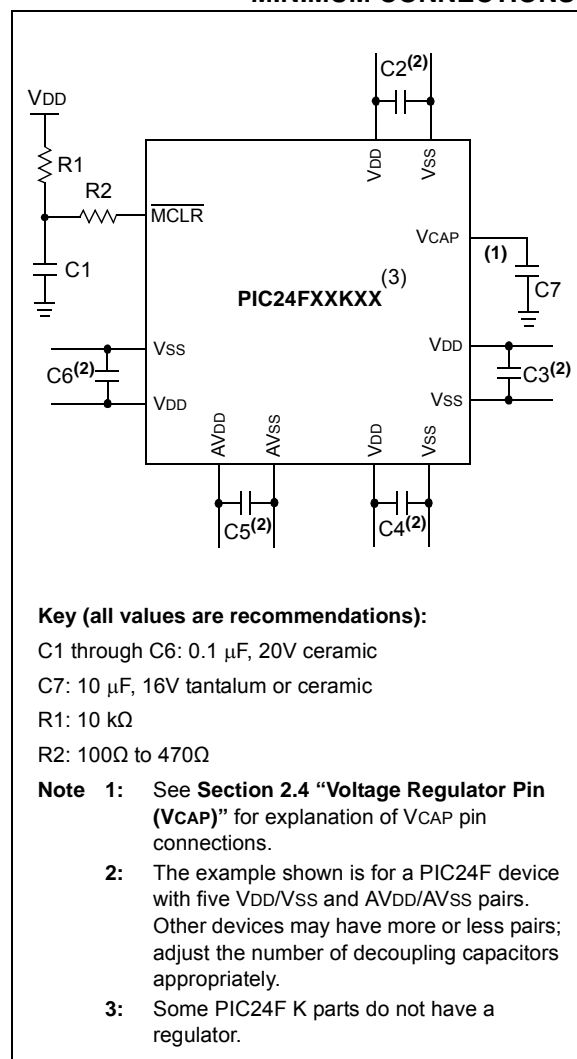 C2(2)
VDD
R1
R2
MCLR
C1
VDD
VSS
VCAP
(1)
C7
PIC24FXXKXX(3)
VSS
C6(2)
VDD
VDD
C3(2)
VSS
AVDD
AVSS
VDD
VSS
C5(2)
C4(2)
Key (all values are recommendations):
C1 through C6: 0.1 μF, 20V ceramic
C7: 10 μF, 16V tantalum or ceramic
R1: 10 kΩ
R2: 100Ω to 470Ω
Note 1: See Section 2.4 “Voltage Regulator Pin
(VCAP)” for explanation of VCAP pin
connections.
2: The example shown is for a PIC24F device
with five VDD/VSS and AVDD/AVSS pairs.
Other devices may have more or less pairs;
adjust the number of decoupling capacitors
appropriately.
3: Some PIC24F K parts do not have a
regulator.